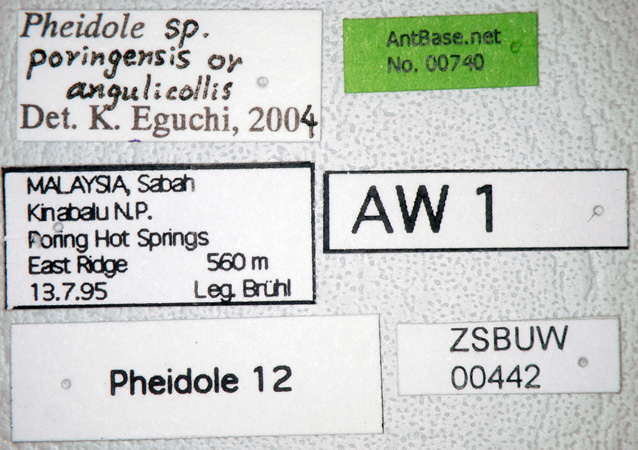 Pheidole sp.
poringensis or
angulicollis
Det. K. Eguchi, 2004
AntBase.net
No. 00740
MALAYSIA, Sabah
Kinabalu N.P.
Poring Hot Springs
East Ridge 560 m
13.7.95 Leg. Brühl
AW 1
Pheidole 12
ZSBUW
00442